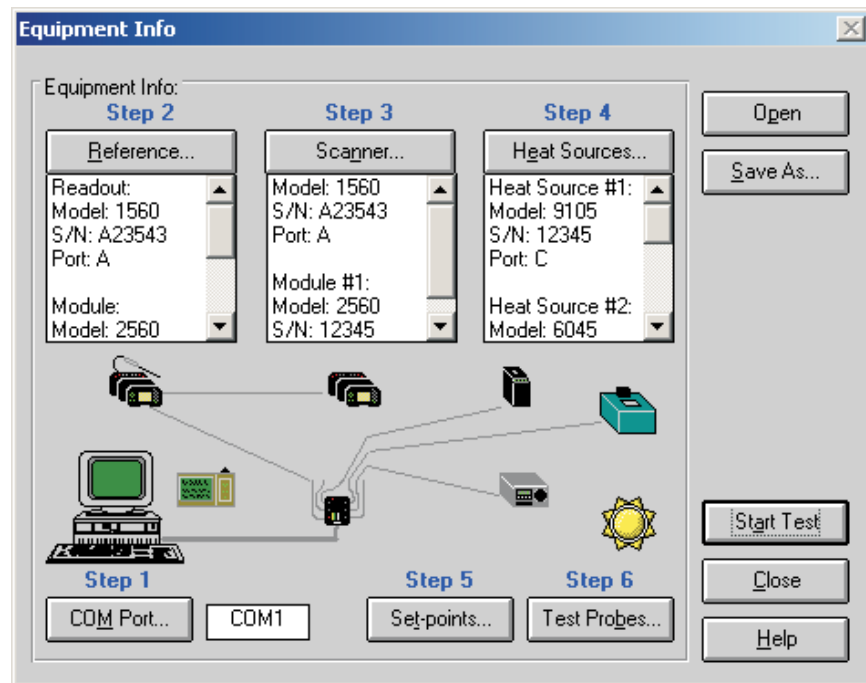 Equipment Info
Equipment Info:
Step 2
Step 3
Step 4
Reference...
Scanner...
Heat Sources...
Readout:
Model: 1560
S/N: A23543
Port: A
Module:
Model: 2560
Model: 1560
S/N: A23543
Port: A
Module #1:
Model: 2560
S/N: 12345
Heat Source #1:
Model: 9105
S/N: 12345
Port: C
Heat Source #2:
Model: 6045
Open
Save As...
Step 1
Step 5
Step 6
COM Port...
COM1
Set-points...
Test Probes...
Start Test
Close
Help